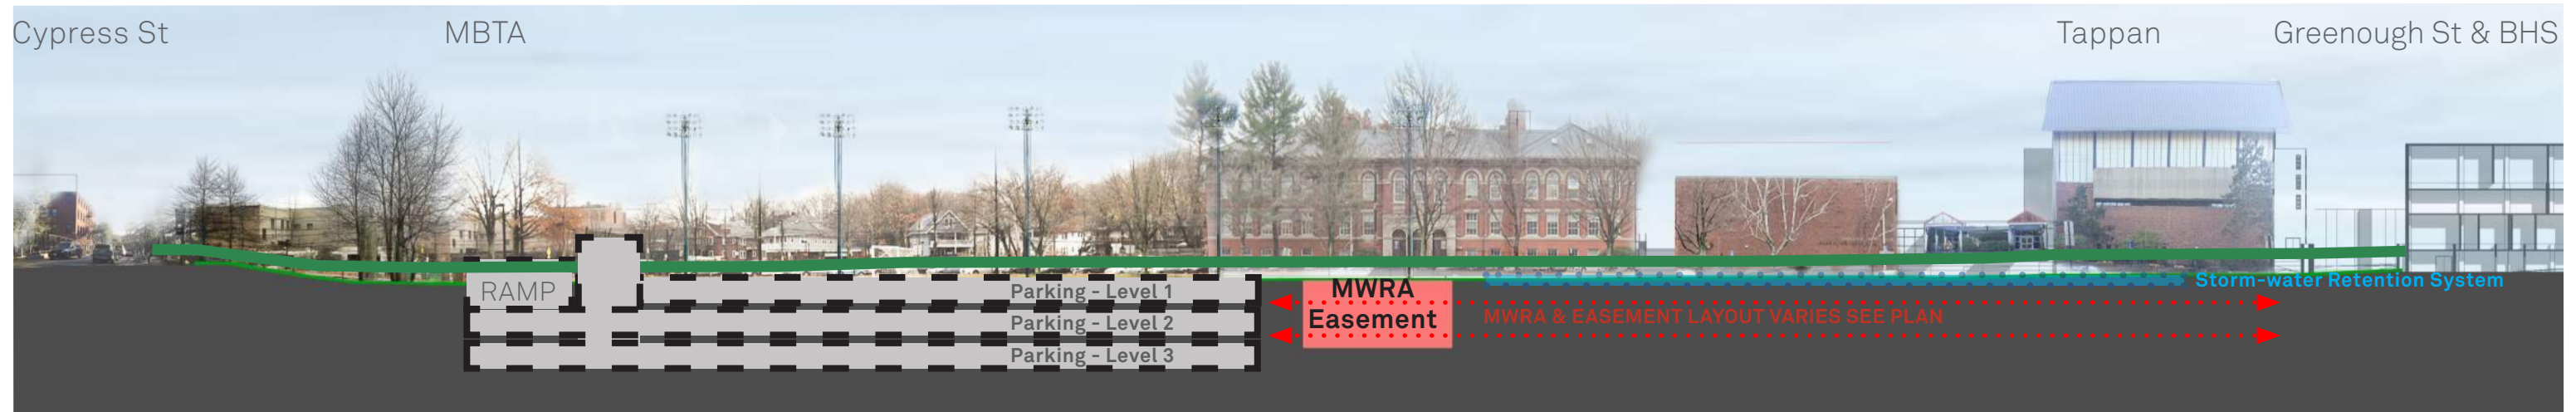 Cypress St
MBTA
Tappan
Greenough St & BHS
RAMP
Parking - Level 1
Parking - Level 2
Parking - Level 3
MWRA
Easement
MWRA & EASEMENT LAYOUT VARIES SEE PLAN
Storm-water Retention System